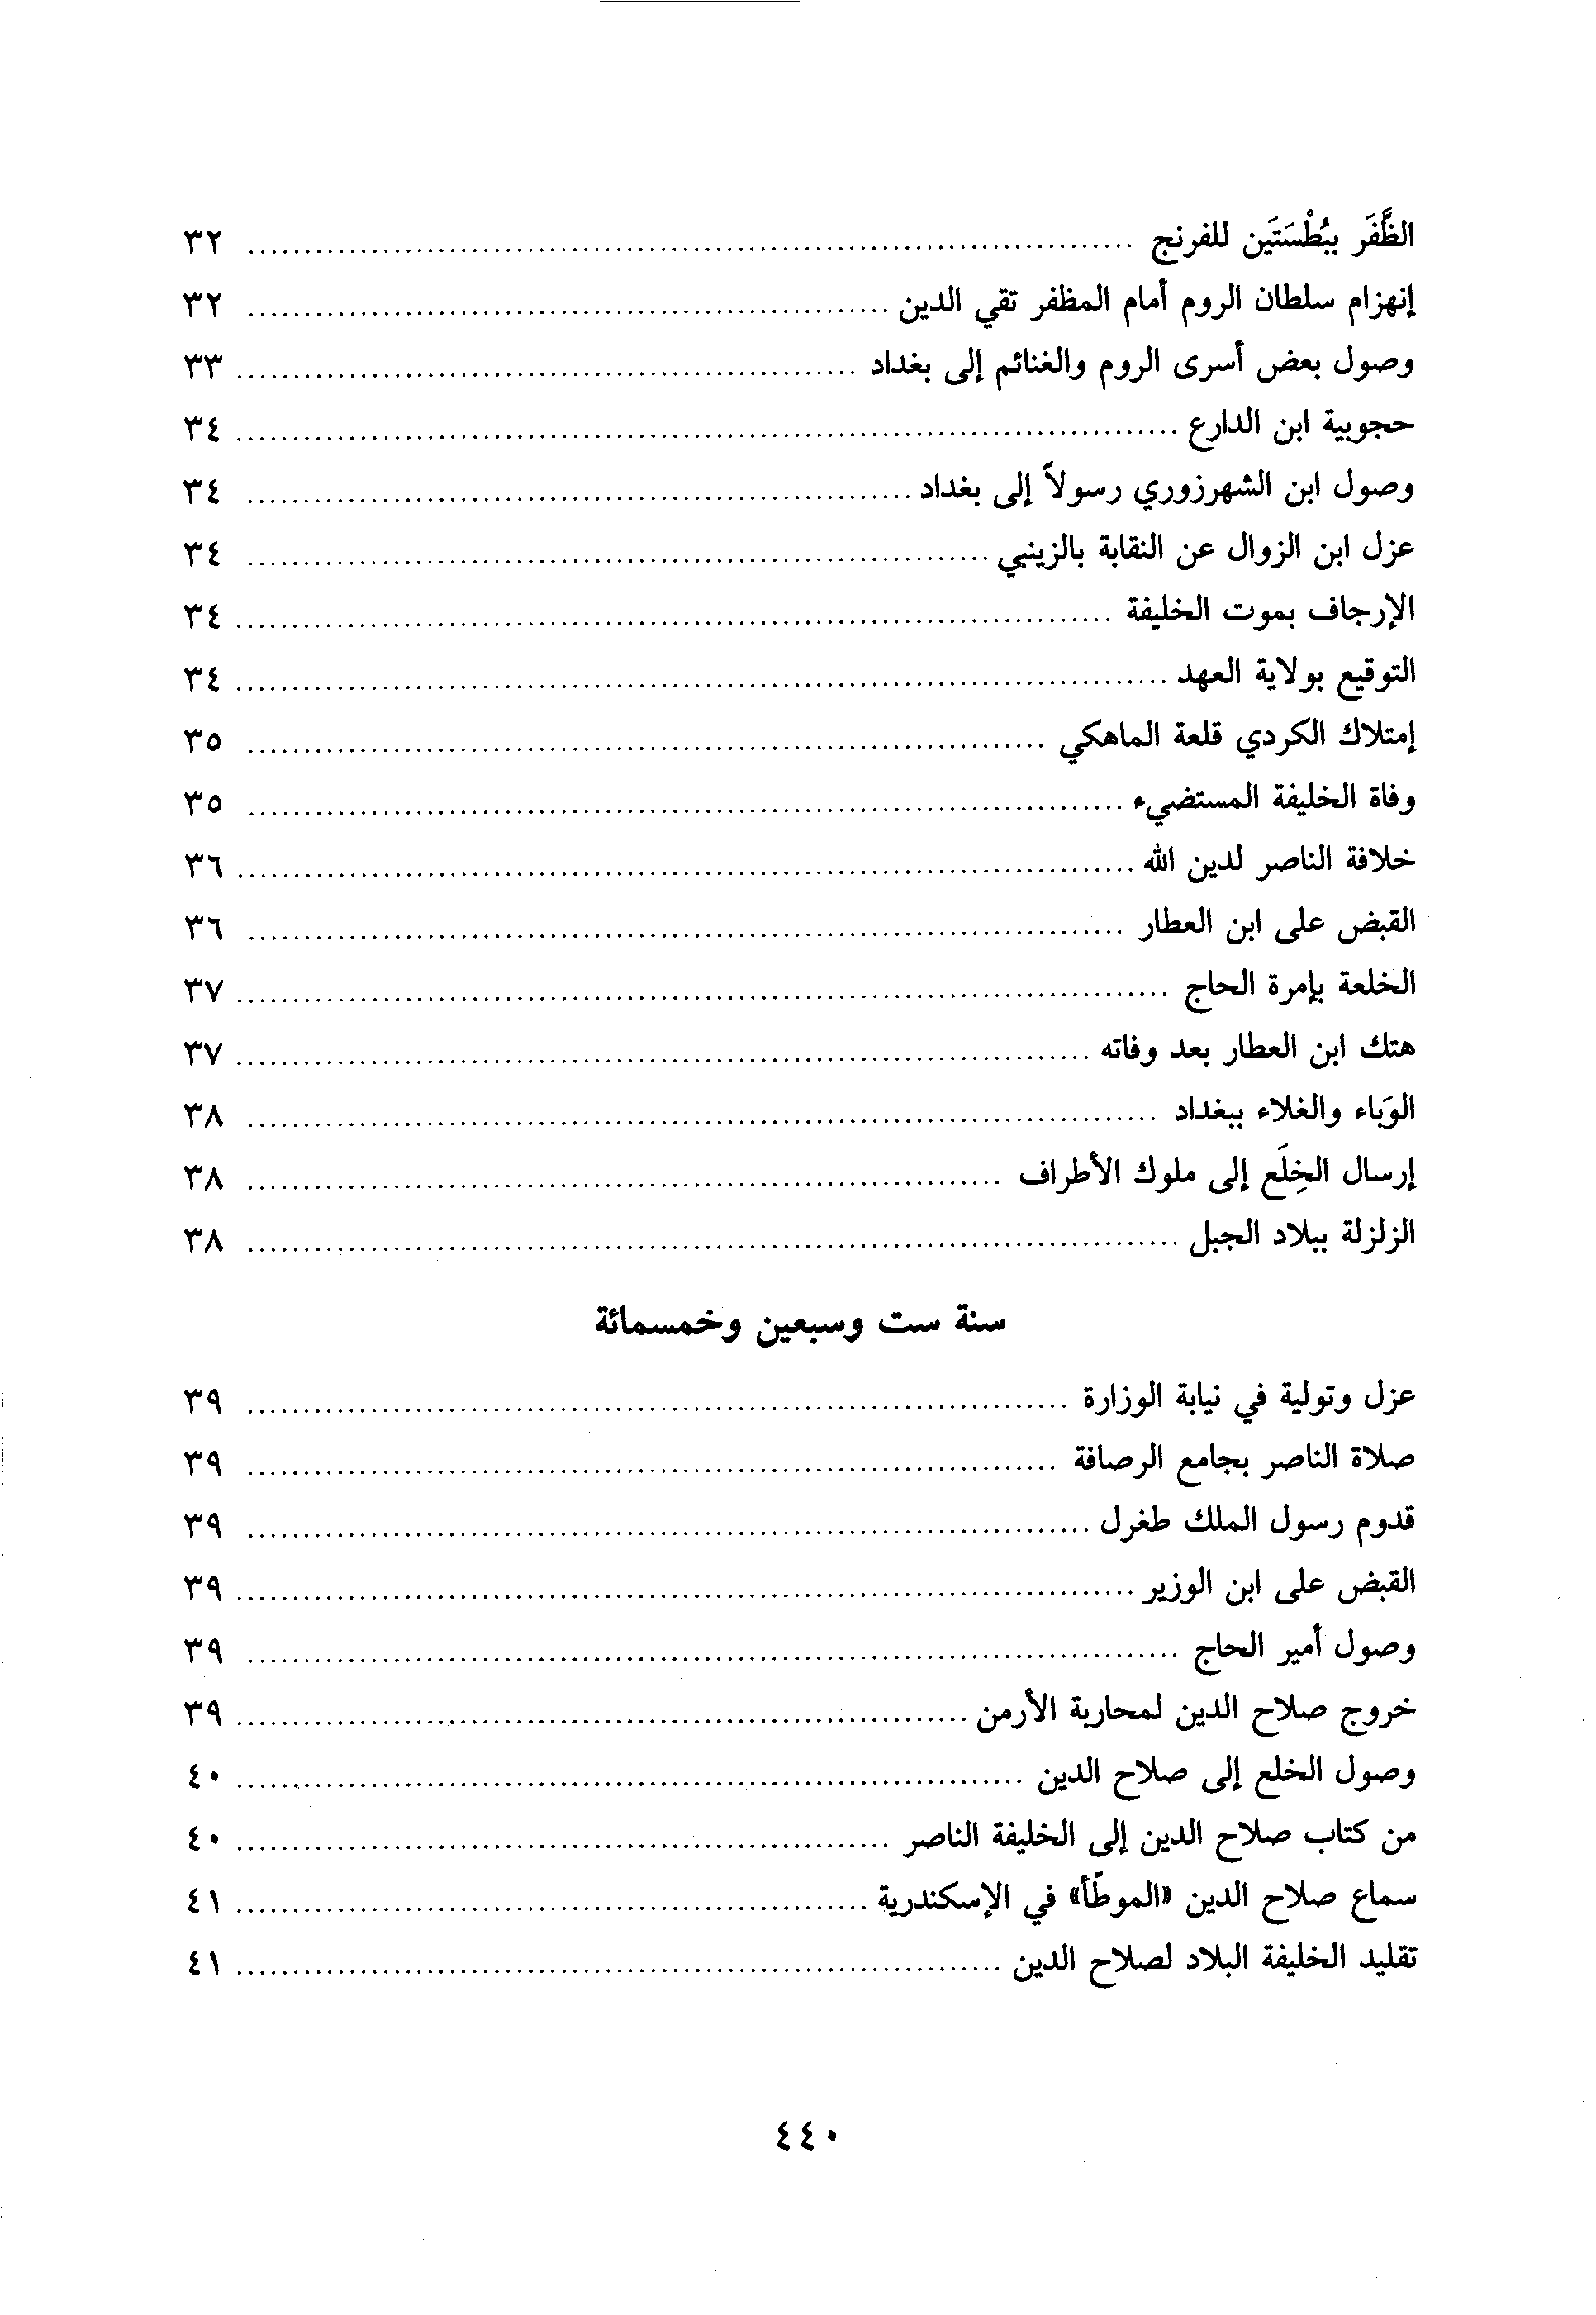 الظَّفَر ببُطْسَتَين للفرنج ........ ٣٢
إنهزام سلطان الروم أمام المظفر تقي الدين ........ ٣٢
وصول بعض أسرى الروم والغنائم إلى بغداد ........ ٣٣
حجوبية ابن الدارع ........ ٣٤
وصول ابن الشهرزوري رسولاً إلى بغداد ........ ٣٤
عزل ابن الزوال عن النقابة بالزينبي ........ ٣٤
الإرجاف بموت الخليفة ........ ٣٤
التوقيع بولاية العهد ........ ٣٤
إمتلاك الكردي قلعة الماهكي ........ ٣٥
وفاة الخليفة المستضيء ........ ٣٥
خلافة الناصر لدين الله ........ ٣٦
القبض على ابن العطار ........ ٣٦
الخلعة بإمرة الحاج ........ ٣٧
هتك ابن العطار بعد وفاته ........ ٣٧
الوَباء والغلاء ببغداد ........ ٣٨
إرسال الخِلَع إلى ملوك الأطراف ........ ٣٨
الزلزلة ببلاد الجبل ........ ٣٨
سنة ست وسبعين وخمسمائة
عزل وتولية في نيابة الوزارة ........ ٣٩
صلاة الناصر بجامع الرصافة ........ ٣٩
قدوم رسول الملك طغرل ........ ٣٩
القبض على ابن الوزير ........ ٣٩
وصول أمير الحاج ........ ٣٩
خروج صلاح الدين لمحاربة الأرمن ........ ٣٩
وصول الخلع إلى صلاح الدين ........ ٤٠
من كتاب صلاح الدين إلى الخليفة الناصر ........ ٤٠
سماع صلاح الدين «الموطّأ» في الإسكندرية ........ ٤١
تقليد الخليفة البلاد لصلاح الدين ........ ٤١
٤٤٠